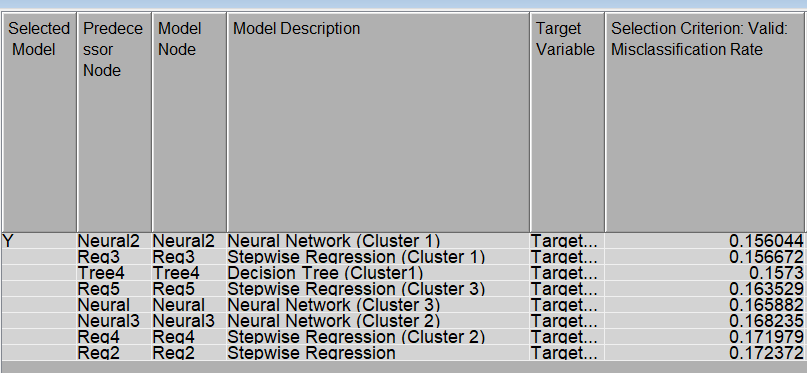 Selected Model Predecessor Node Model Node Model Description Target Variable Selection Criterion: Valid: Misclassification Rate
Y Neural2 Neural2 Neural Network (Cluster 1) Target... 0.156044
Reg3 Reg3 Stepwise Regression (Cluster 1) Target... 0.156672
Tree4 Tree4 Decision Tree (Cluster1) Target... 0.1573
Reg5 Reg5 Stepwise Regression (Cluster 3) Target... 0.163529
Neural Neural Neural Network (Cluster 3) Target... 0.165882
Neural3 Neural3 Neural Network (Cluster 2) Target... 0.168235
Reg4 Reg4 Stepwise Regression (Cluster 2) Target... 0.171979
Reg2 Reg2 Stepwise Regression Target... 0.172372